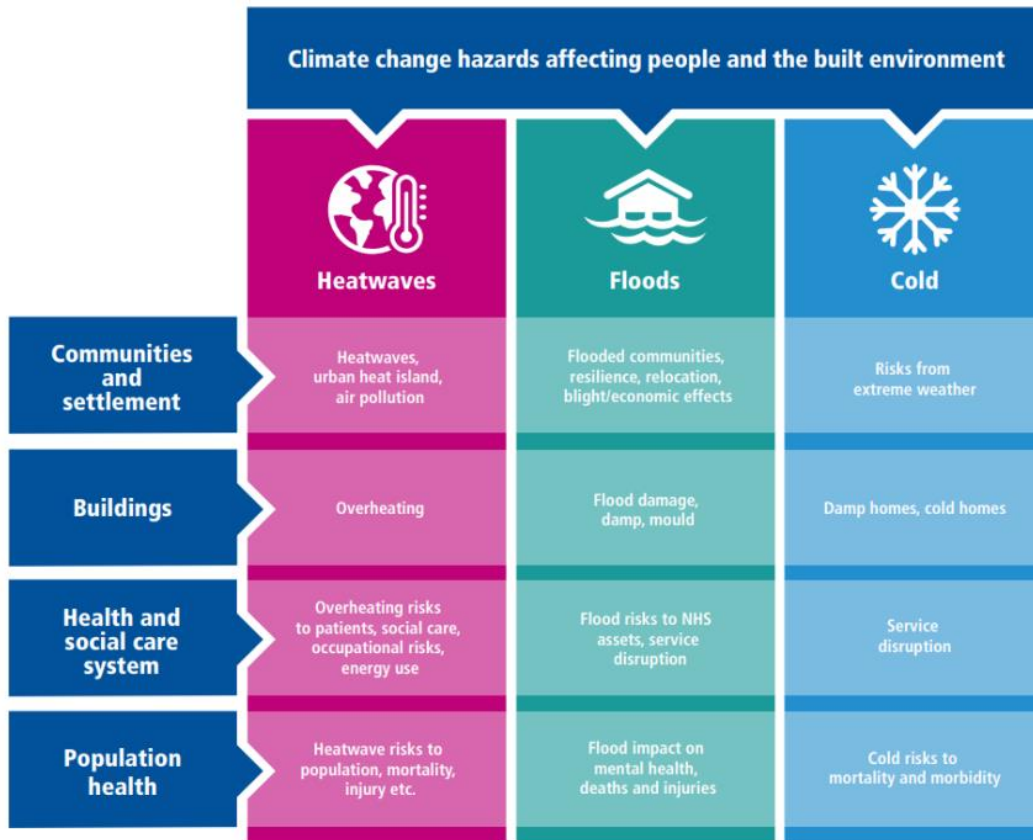 Climate change hazards affecting people and the built environment
Heatwaves
Floods
Cold
Communities
and
settlement
Heatwaves,
urban heat island,
air pollution
Flooded communities,
resilience, relocation,
blight/economic effects
Risks from
extreme weather
Buildings
Overheating
Flood damage,
damp, mould
Damp homes, cold homes
Health and
social care
system
Overheating risks
to patients, social care,
occupational risks,
energy use
Flood risks to NHS
assets, service
disruption
Service
disruption
Population
health
Heatwave risks to
population, mortality,
injury etc.
Flood impact on
mental health,
deaths and injuries
Cold risks to
mortality and morbidity